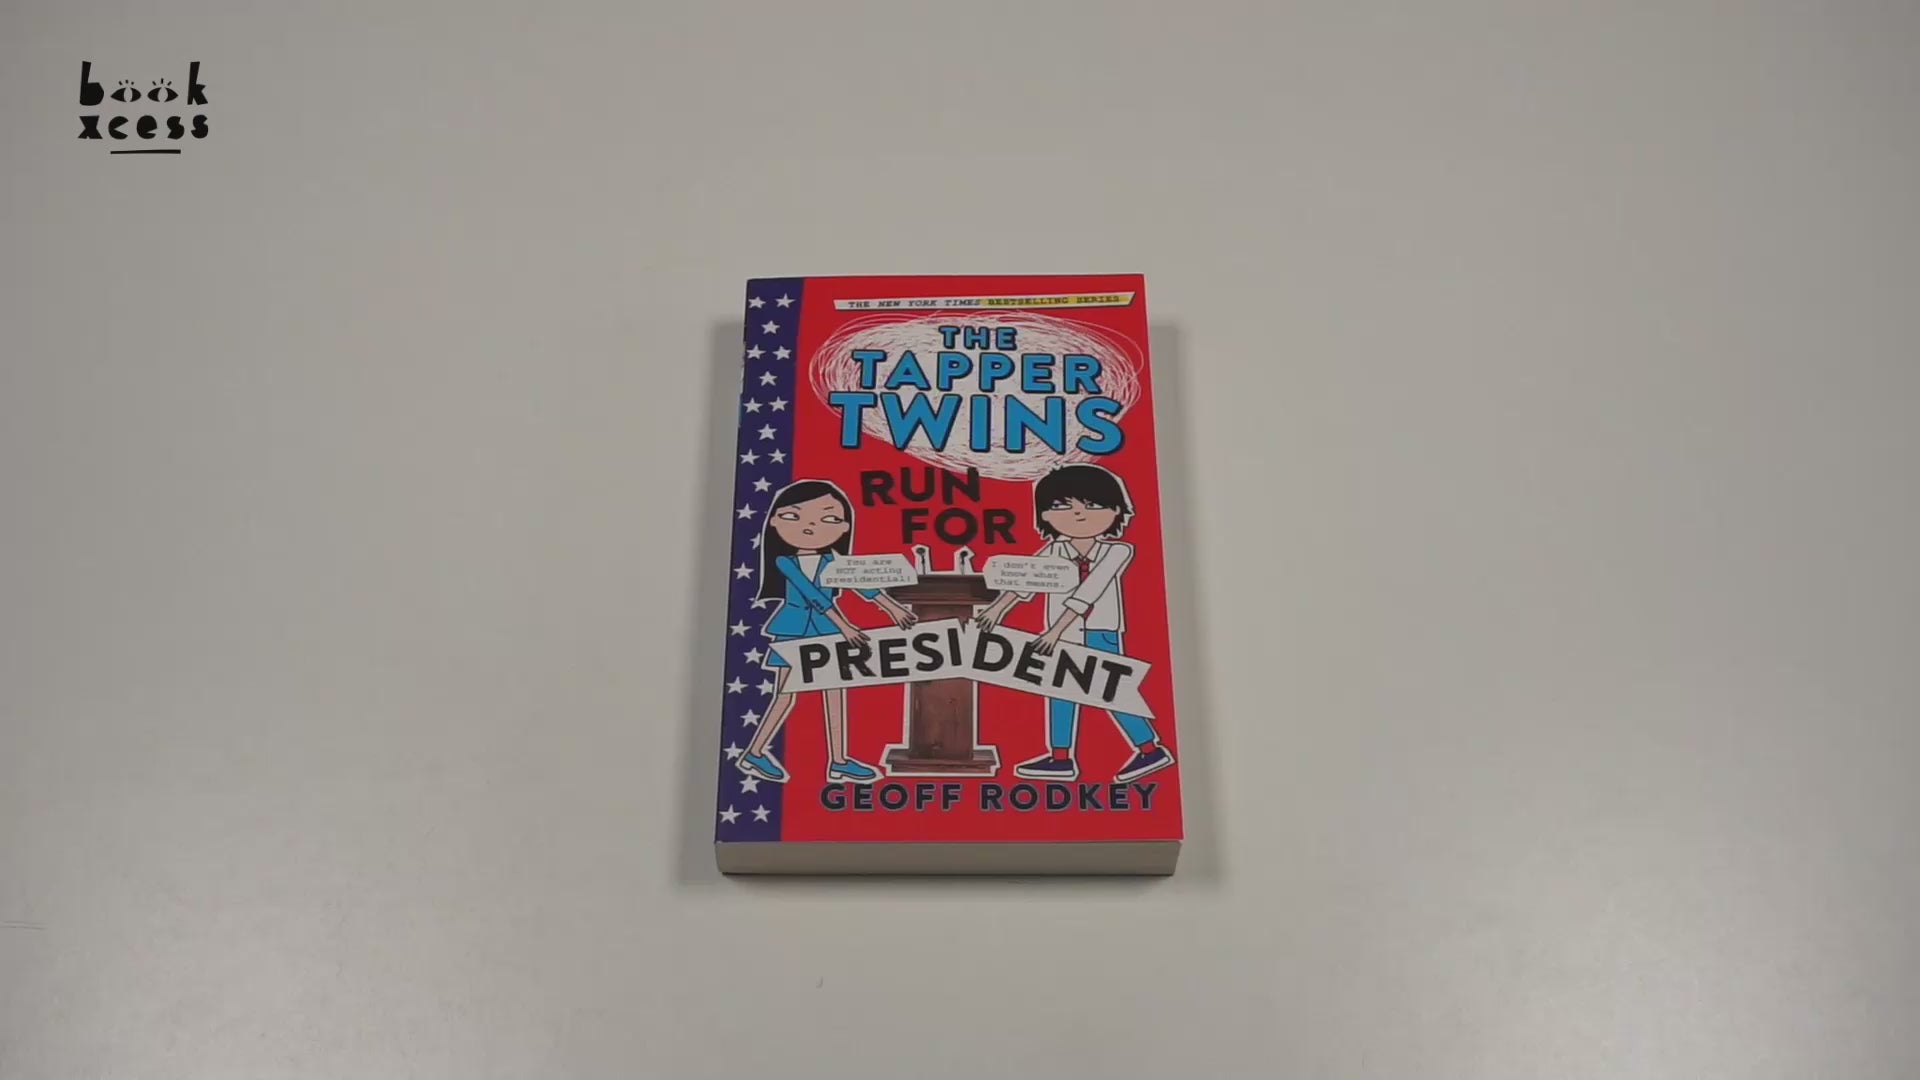 book
xcess
THE NEW YORK TIMES BESTSELLING SERIES
THE
TAPPER
TWINS
RUN
FOR
You are
NOT acting
presidential!
I don't even
know what
that means.
PRESIDENT
GEOFF RODKEY